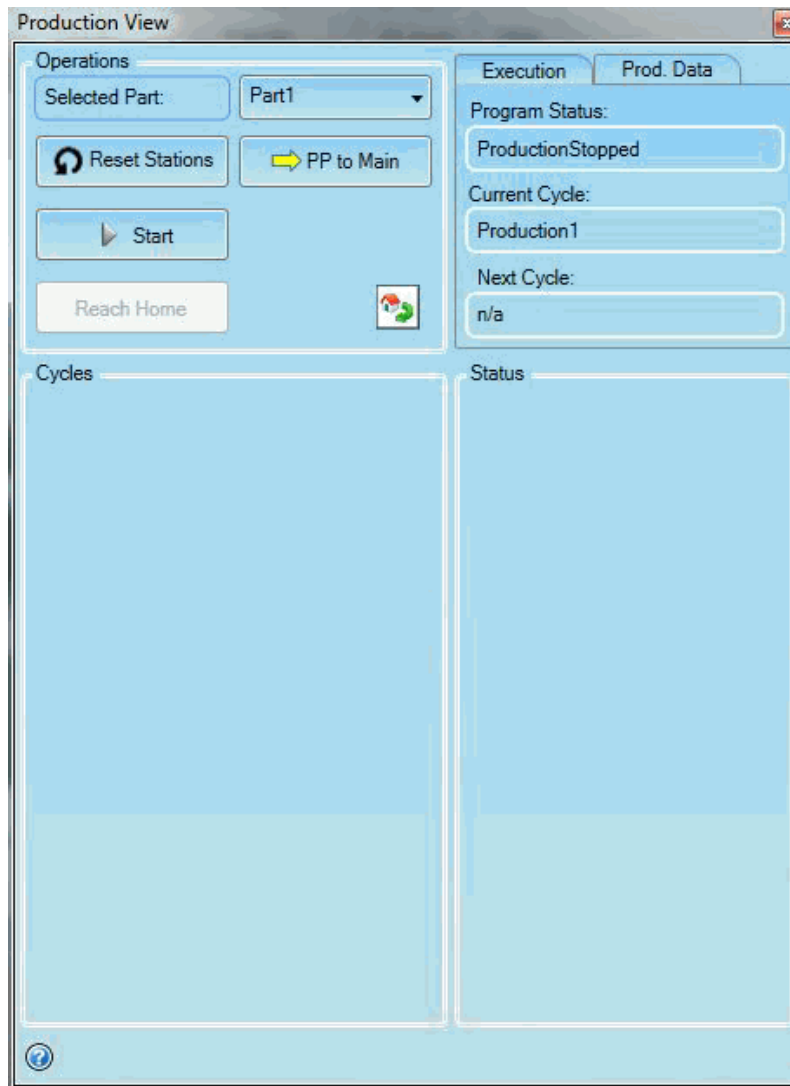 Production View
Operations
Selected Part:
Part1
Reset Stations
PP to Main
Start
Reach Home
Execution
Prod. Data
Program Status:
ProductionStopped
Current Cycle:
Production1
Next Cycle:
n/a
Cycles
Status